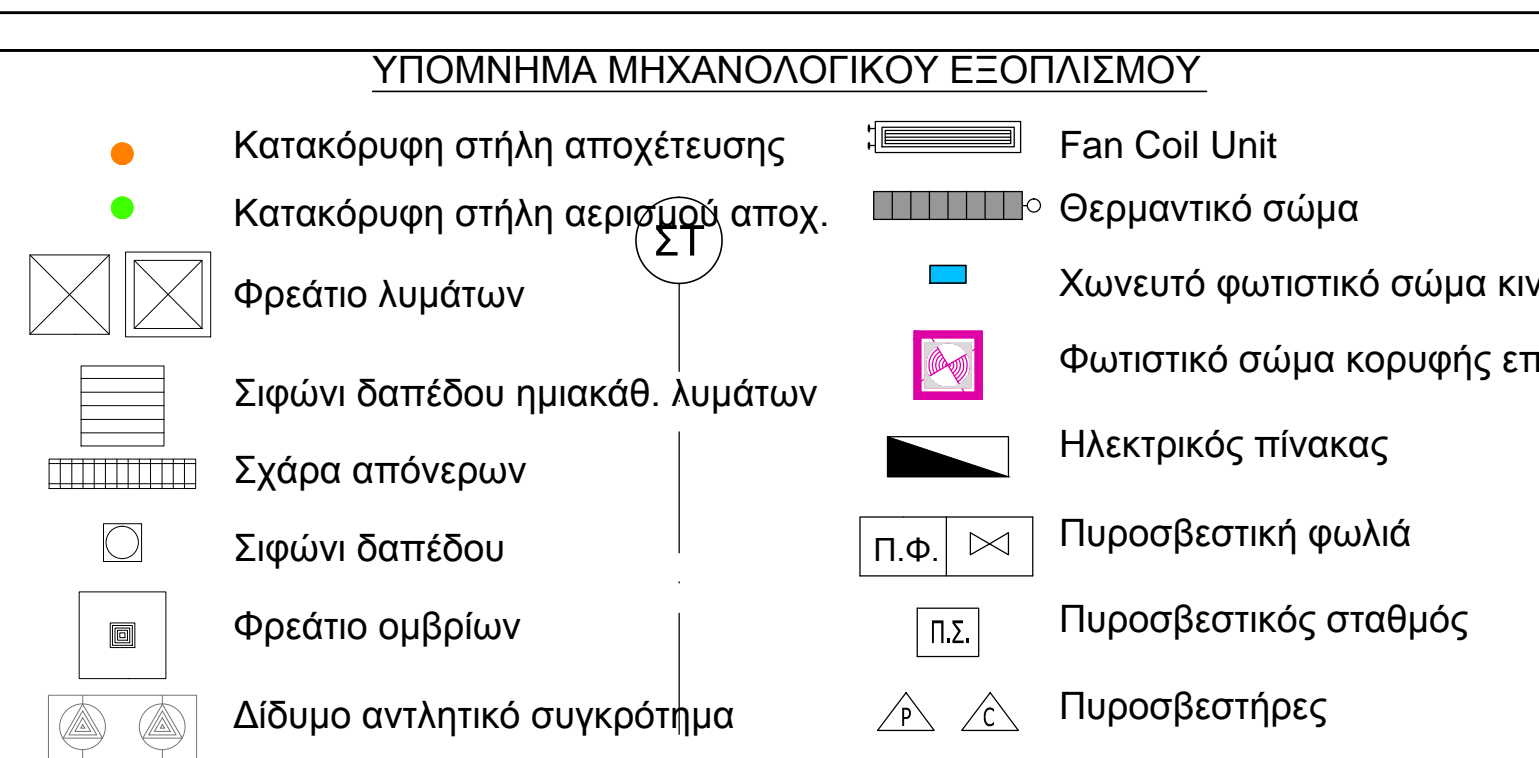 ΥΠΟΜΝΗΜΑ ΜΗΧΑΝΟΛΟΓΙΚΟΥ ΕΞΟΠΛΙΣΜΟΥ
Κατακόρυφη στήλη αποχέτευσης
Κατακόρυφη στήλη αερισμού αποχ.
ΣΤ
Φρεάτιο λυμάτων
Σιφώνι δαπέδου ημιακάθ. λυμάτων
Σχάρα απόνερων
Σιφώνι δαπέδου
Φρεάτιο ομβρίων
Δίδυμο αντλητικό συγκρότημα
Fan Coil Unit
Θερμαντικό σώμα
Χωνευτό φωτιστικό σώμα κιν
Φωτιστικό σώμα κορυφής επ
Ηλεκτρικός πίνακας
Π.Φ. Πυροσβεστική φωλιά
Π.Σ. Πυροσβεστικός σταθμός
P C Πυροσβεστήρες